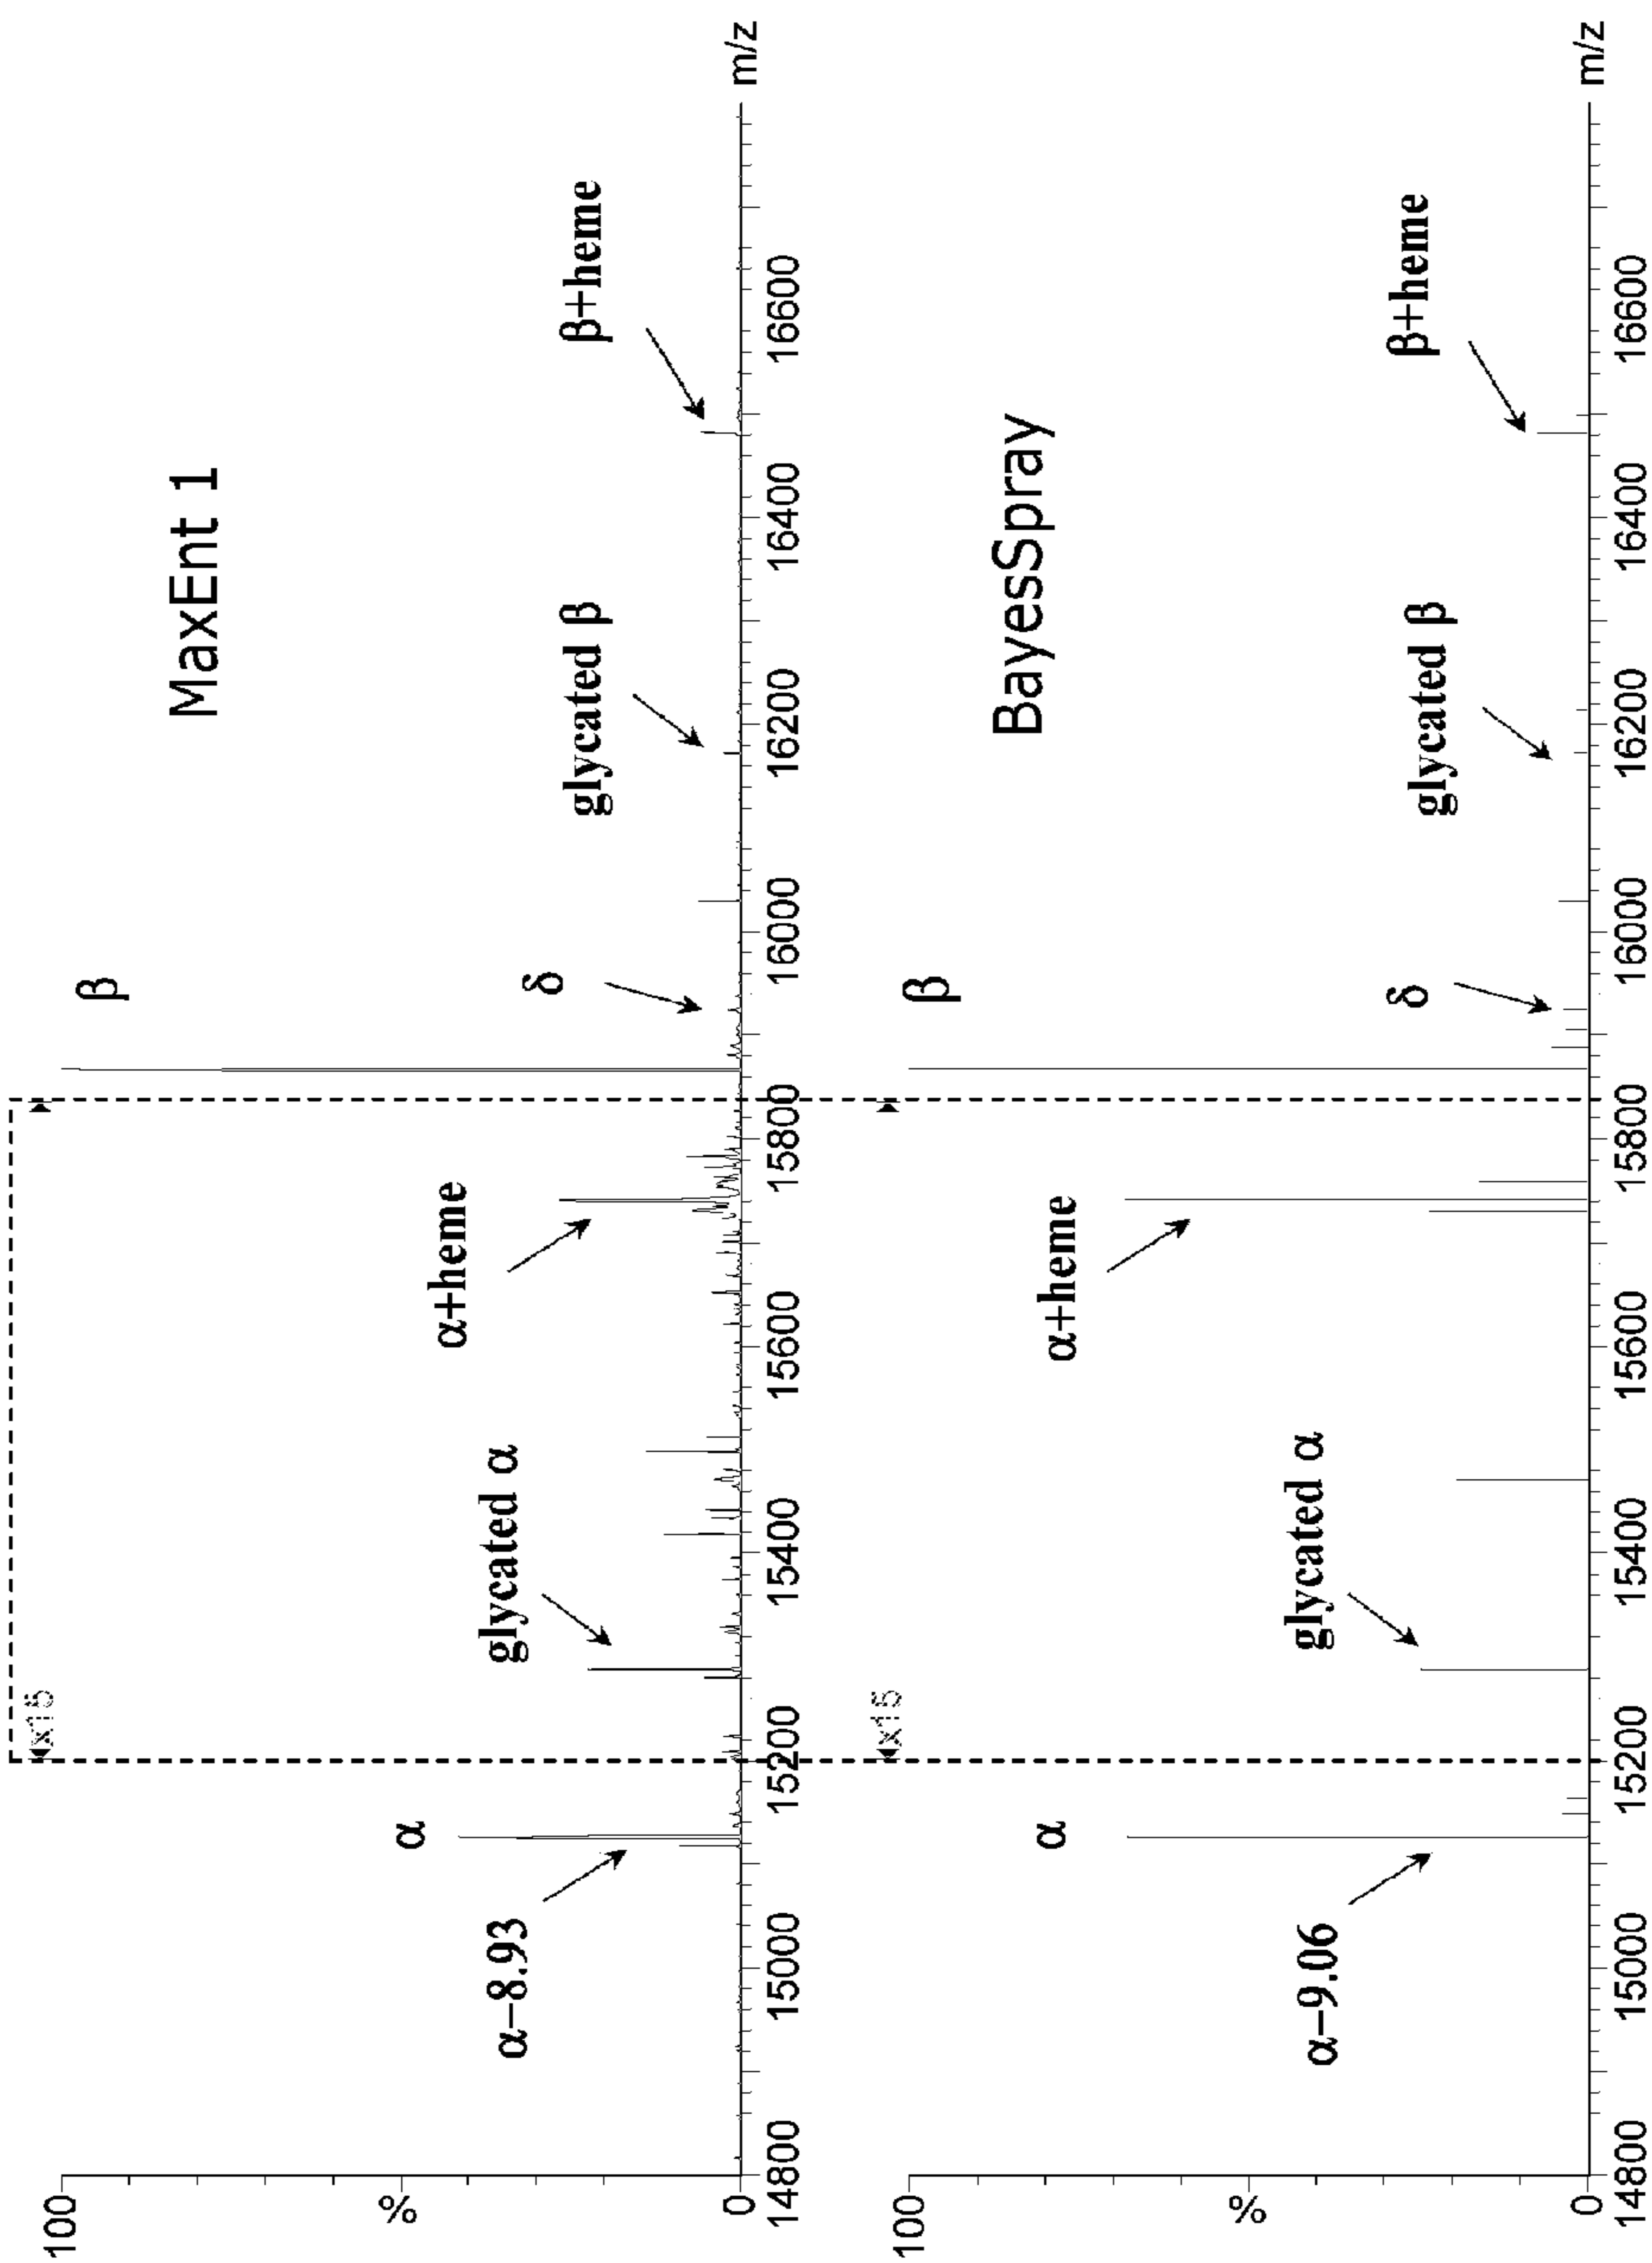 MaxEnt 1
100
%
0
x15
α
α−8.93
glycated α
α+heme
β
δ
glycated β
β+heme
14800
15000
15200
15400
15600
15800
16000
16200
16400
16600
m/z
BayesSpray
100
%
0
x15
α
α−9.06
glycated α
α+heme
β
δ
glycated β
β+heme
14800
15000
15200
15400
15600
15800
16000
16200
16400
16600
m/z